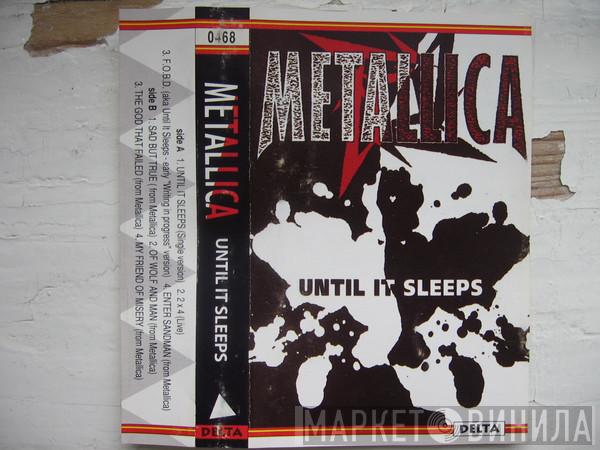 side A 1. UNTIL IT SLEEPS (Single version) 2. 2 x 4 (Live)
3. F.O.B.D. (aka Until It Sleeps - early "Writing in progress" version) 4. ENTER SANDMAN (from Metallica)
side B 1. SAD BUT TRUE ( from Metallica) 2. OF WOLF AND MAN (from Metallica)
3. THE GOD THAT FAILED (from Metallica) 4. MY FRIEND OF MISERY (from Metallica)
0-468
METALLICA UNTIL IT SLEEPS
DELTA
METALLICA
UNTIL IT SLEEPS
DELTA
МАРКЕТ ВИНИЛА